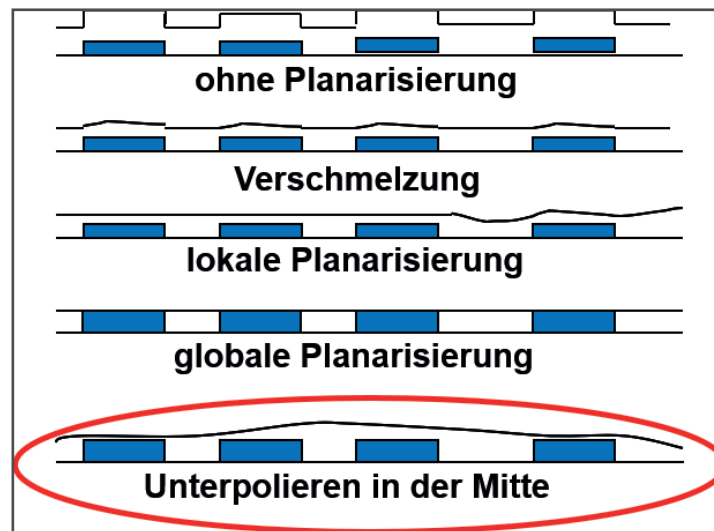 ohne Planarisierung
Verschmelzung
lokale Planarisierung
globale Planarisierung
Unterpolieren in der Mitte